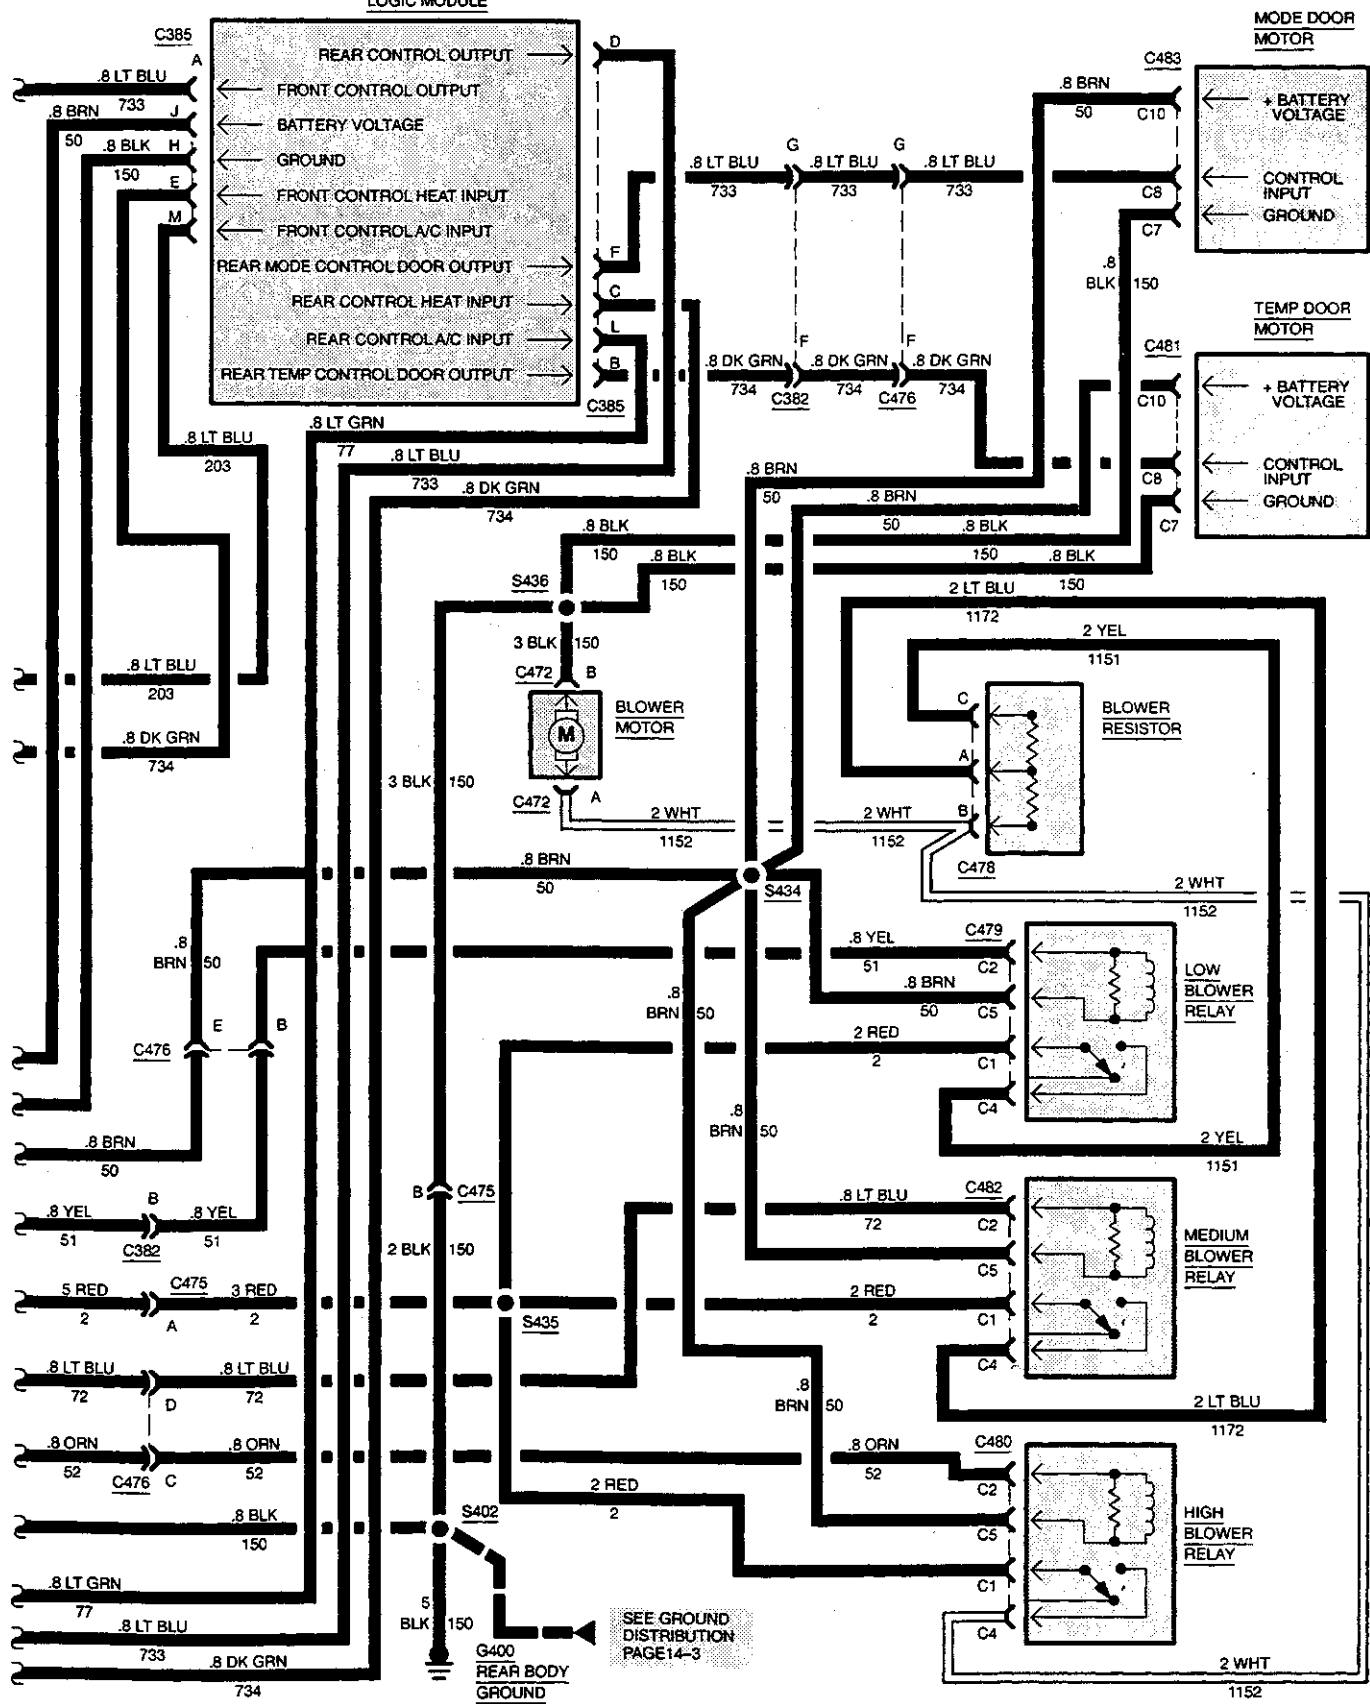 LOGIC MODULE
C385
A
.8 LT BLU
733
.8 BRN
50
J
.8 BLK
150
H
E
M
REAR CONTROL OUTPUT
FRONT CONTROL OUTPUT
BATTERY VOLTAGE
GROUND
FRONT CONTROL HEAT INPUT
FRONT CONTROL A/C INPUT
REAR MODE CONTROL DOOR OUTPUT
REAR CONTROL HEAT INPUT
REAR CONTROL A/C INPUT
REAR TEMP CONTROL DOOR OUTPUT
D
F
C
L
B
C385
MODE DOOR
MOTOR
C483
.8 BRN
50
C10
+ BATTERY
VOLTAGE
G
G
.8 LT BLU
733
.8 LT BLU
733
.8 LT BLU
733
C8
CONTROL
INPUT
C7
GROUND
.8
BLK
150
TEMP DOOR
MOTOR
C481
F
F
.8 DK GRN
734
.8 DK GRN
734
.8 DK GRN
734
C382
C476
C10
+ BATTERY
VOLTAGE
C8
CONTROL
INPUT
C7
GROUND
.8 LT GRN
77
.8 LT BLU
203
.8 LT BLU
733
.8 BRN
50
.8 DK GRN
734
.8 BRN
50
.8 BLK
150
.8 BLK
150
.8 BLK
150
.8 BLK
150
S436
2 LT BLU
1172
2 YEL
1151
3 BLK
150
.8 LT BLU
203
C472
B
BLOWER
MOTOR
M
C
A
B
BLOWER
RESISTOR
.8 DK GRN
734
3 BLK
150
C472
A
2 WHT
1152
2 WHT
1152
C478
.8 BRN
50
S434
2 WHT
1152
.8
BRN
50
.8 YEL
51
C479
C2
.8 BRN
50
C5
LOW
BLOWER
RELAY
.8
BRN
50
2 RED
2
C1
C4
C476
E
B
.8
BRN
50
2 YEL
1151
.8 BRN
50
B
C475
.8 LT BLU
72
C482
C2
C5
MEDIUM
BLOWER
RELAY
.8 YEL
51
B
C382
.8 YEL
51
2 BLK
150
5 RED
2
C475
A
3 RED
2
S435
2 RED
2
C1
C4
.8 LT BLU
72
D
.8 LT BLU
72
.8
BRN
50
2 LT BLU
1172
.8 ORN
52
C476
C
.8 ORN
52
.8 ORN
52
C480
C2
2 RED
2
C5
HIGH
BLOWER
RELAY
.8 BLK
150
S402
C1
C4
.8 LT GRN
77
5
BLK
150
SEE GROUND
DISTRIBUTION
PAGE14-3
.8 LT BLU
733
.8 DK GRN
734
G400
REAR BODY
GROUND
2 WHT
1152